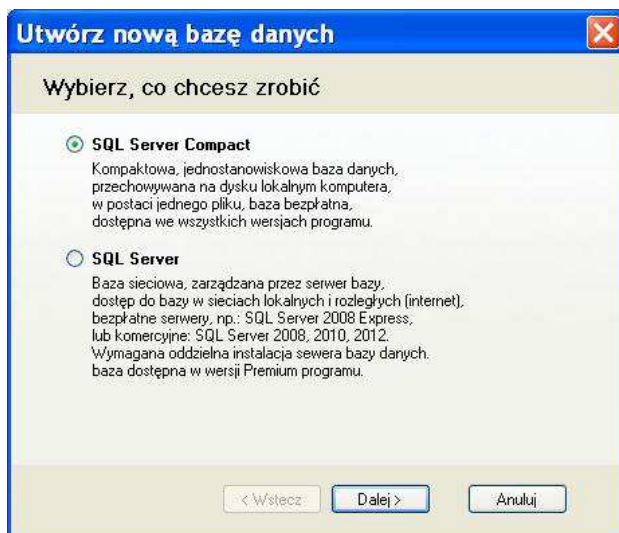 Utwórz nową bazę danych
Wybierz, co chcesz zrobić
SQL Server Compact
Kompaktowa, jednostanowiskowa baza danych,
przechowywana na dysku lokalnym komputera,
w postaci jednego pliku, baza bezpłatna,
dostępna we wszystkich wersjach programu.
SQL Server
Baza sieciowa, zarządzana przez serwer bazy,
dostęp do bazy w sieciach lokalnych i rozległych (internet),
bezpłatne serwery, np.: SQL Server 2008 Express,
lub komercyjne: SQL Server 2008, 2010, 2012.
Wymagana oddzielna instalacja sewera bazy danych.
baza dostępna w wersji Premium programu.
< Wstecz Dalej > Anuluj